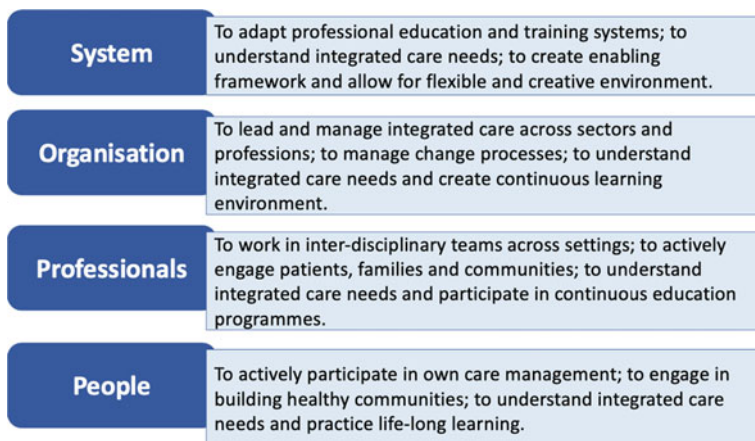 System
To adapt professional education and training systems; to
understand integrated care needs; to create enabling
framework and allow for flexible and creative environment.
Organisation
To lead and manage integrated care across sectors and
professions; to manage change processes; to understand
integrated care needs and create continuous learning
environment.
Professionals
To work in inter-disciplinary teams across settings; to actively
engage patients, families and communities; to understand
integrated care needs and participate in continuous education
programmes.
People
To actively participate in own care management; to engage in
building healthy communities; to understand integrated care
needs and practice life-long learning.